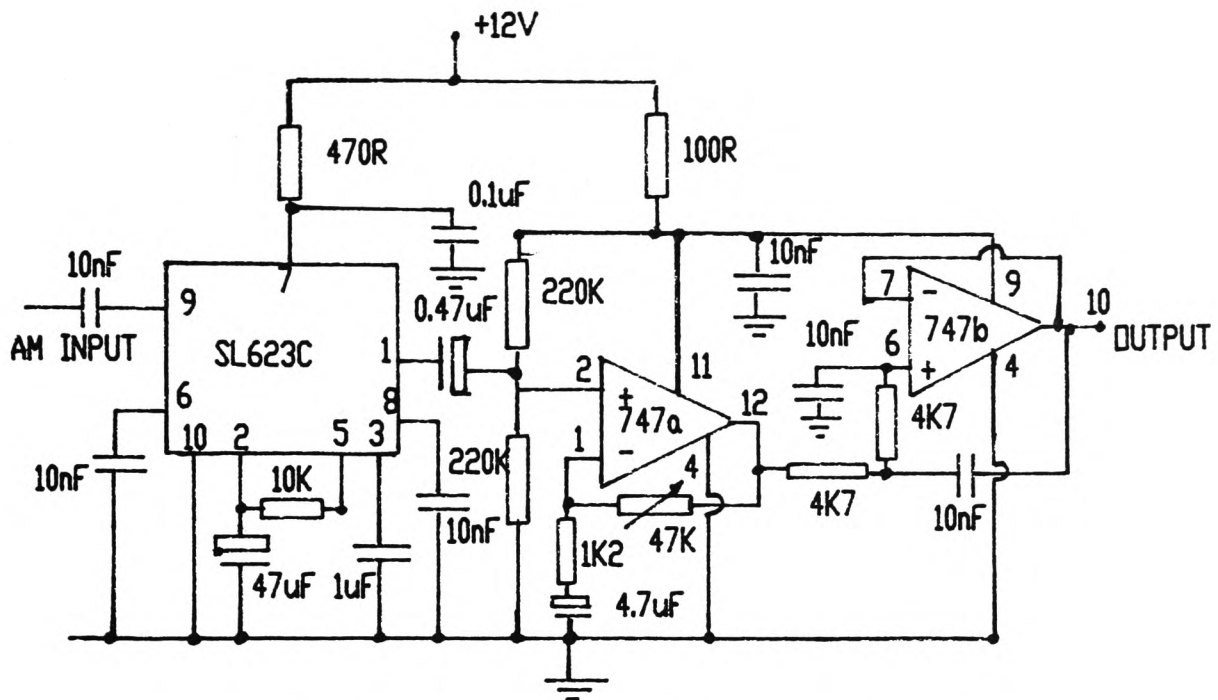 +12V
470R
100R
0.1uF
10nF
9
AM INPUT
SL623C
1
0.47uF
220K
10nF
7
-
9
10
747b
OUTPUT
10nF
6
+
4
4K7
6
10
2
5
3
8
2
+
11
747a
12
1
-
4
10nF
10K
220K
10nF
47K
4K7
10nF
47uF
1uF
1K2
4.7uF